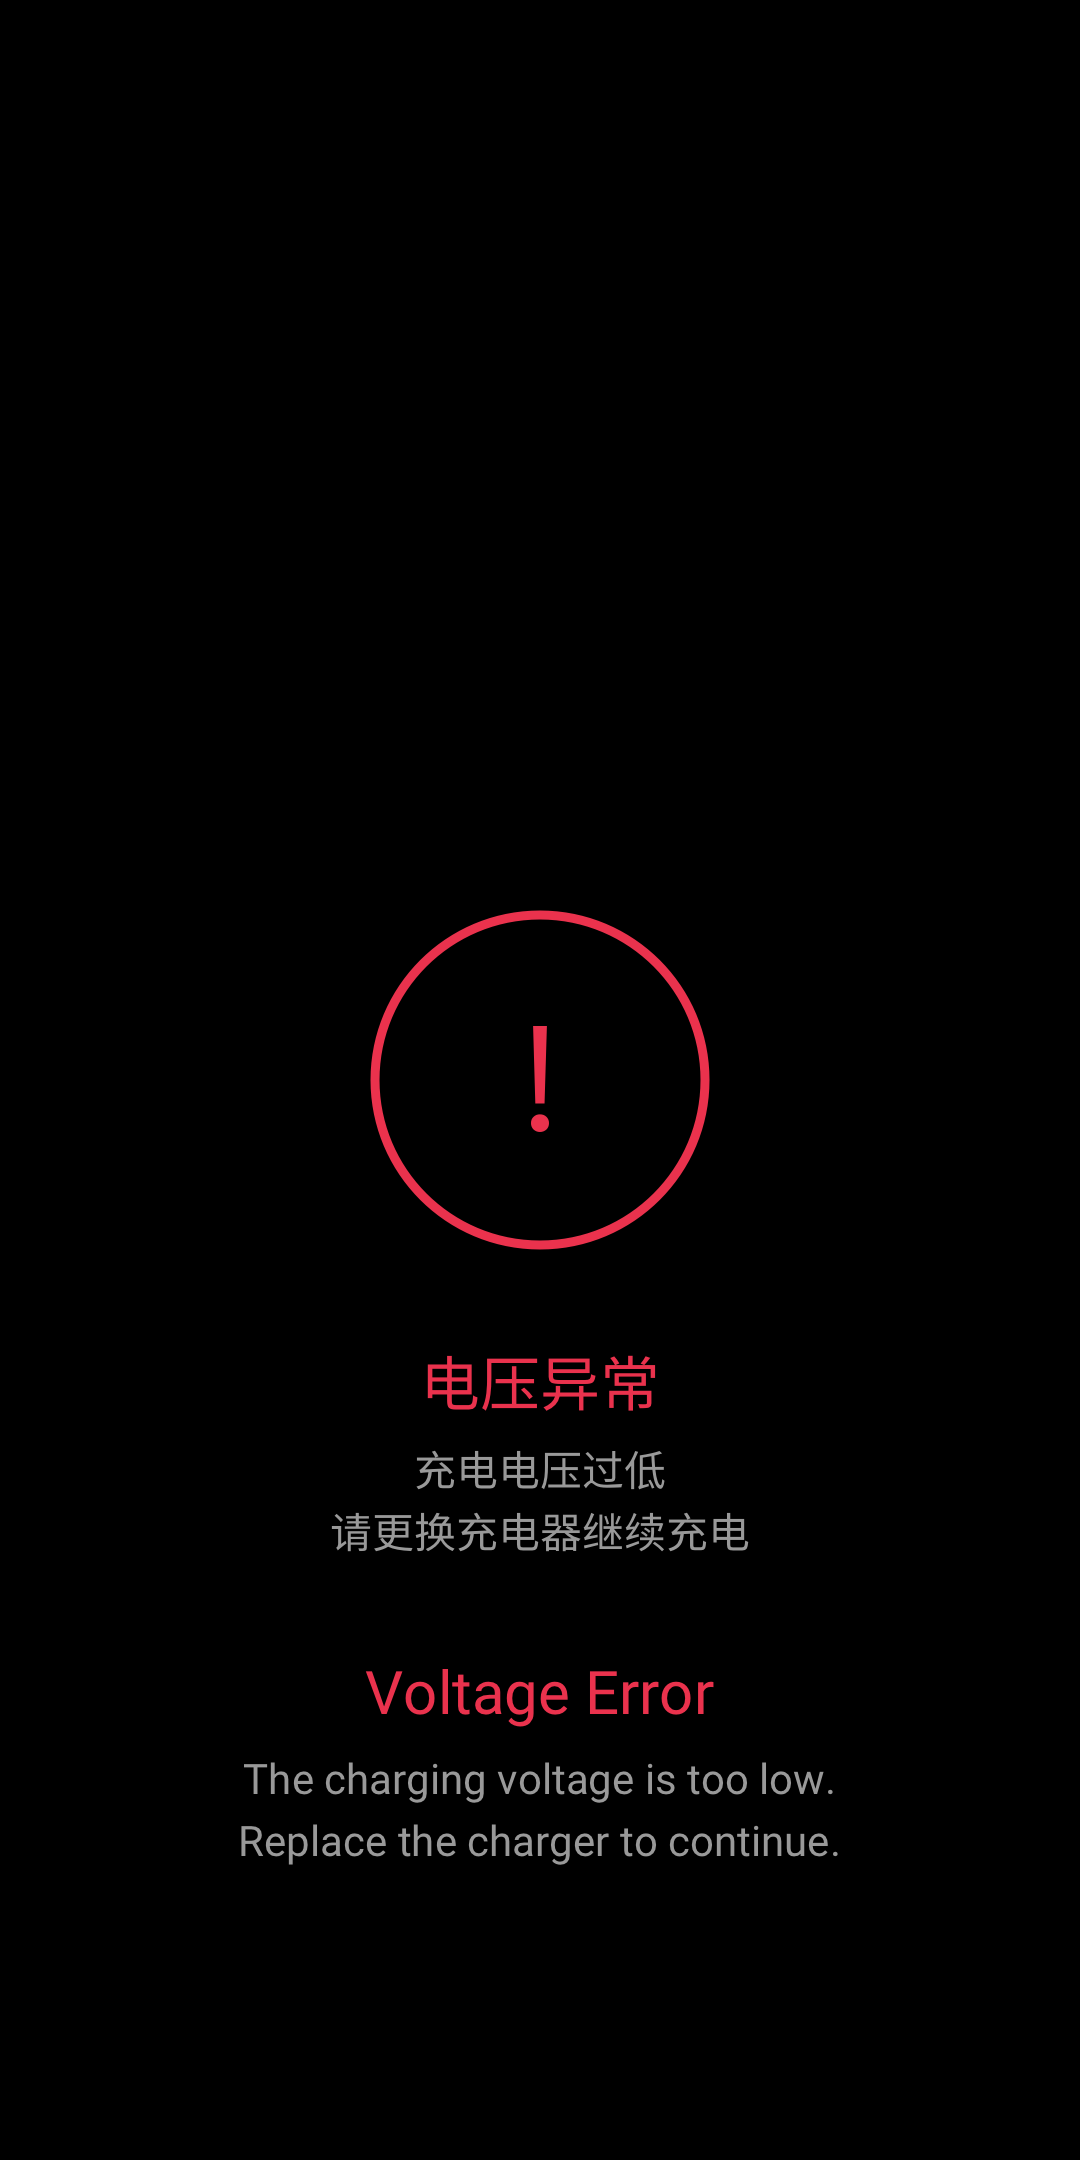 电压异常
充电电压过低
请更换充电器继续充电
Voltage Error
The charging voltage is too low.
Replace the charger to continue.